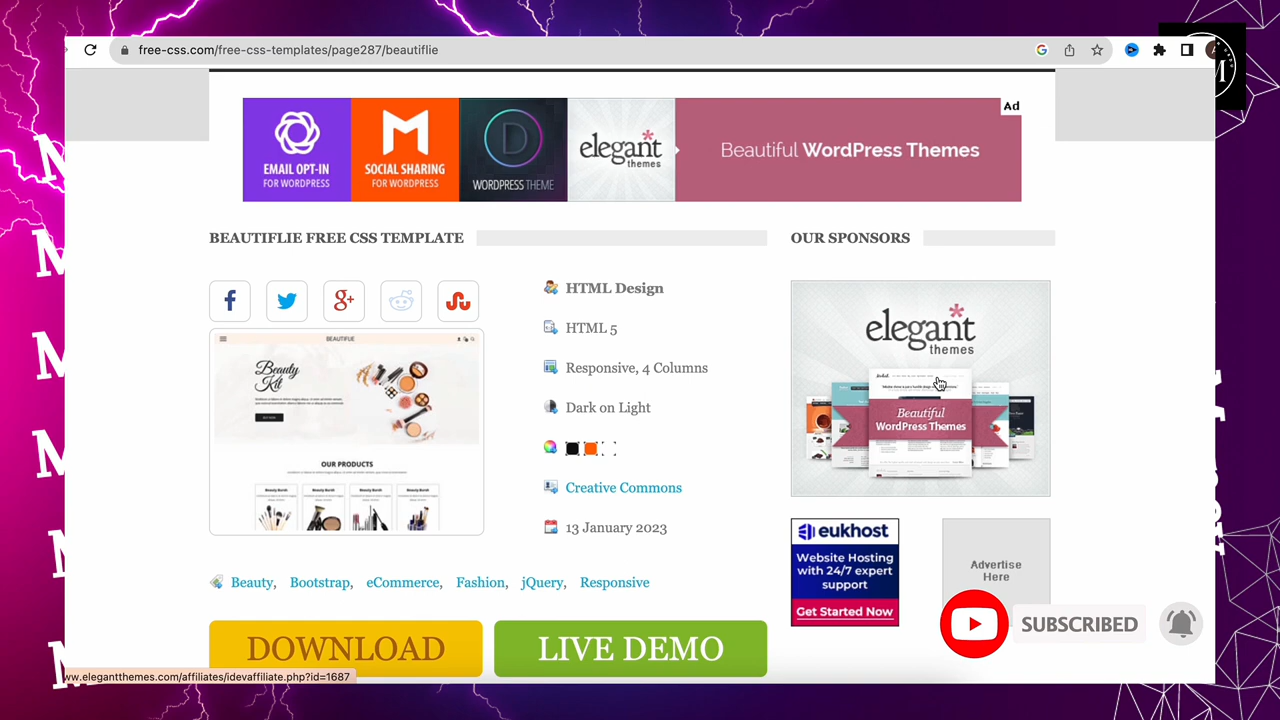 free-css.com/free-css-templates/page287/beautiflie
Ad
EMAIL OPT-IN
FOR WORDPRESS
SOCIAL SHARING
FOR WORDPRESS
WORDPRESS THEME
elegant
themes
Beautiful WordPress Themes
BEAUTIFLIE FREE CSS TEMPLATE
OUR SPONSORS
HTML Design
HTML 5
Responsive, 4 Columns
Dark on Light
Creative Commons
13 January 2023
BEAUTIFLIE
Beauty
Kit
OUR PRODUCTS
elegant
themes
Beautiful
WordPress Themes
eukhost
Website Hosting
with 24/7 expert
support
Get Started Now
Advertise
Here
Beauty, Bootstrap, eCommerce, Fashion, jQuery, Responsive
DOWNLOAD
LIVE DEMO
SUBSCRIBED
www.elegantthemes.com/affiliates/idevaffiliate.php?id=1687